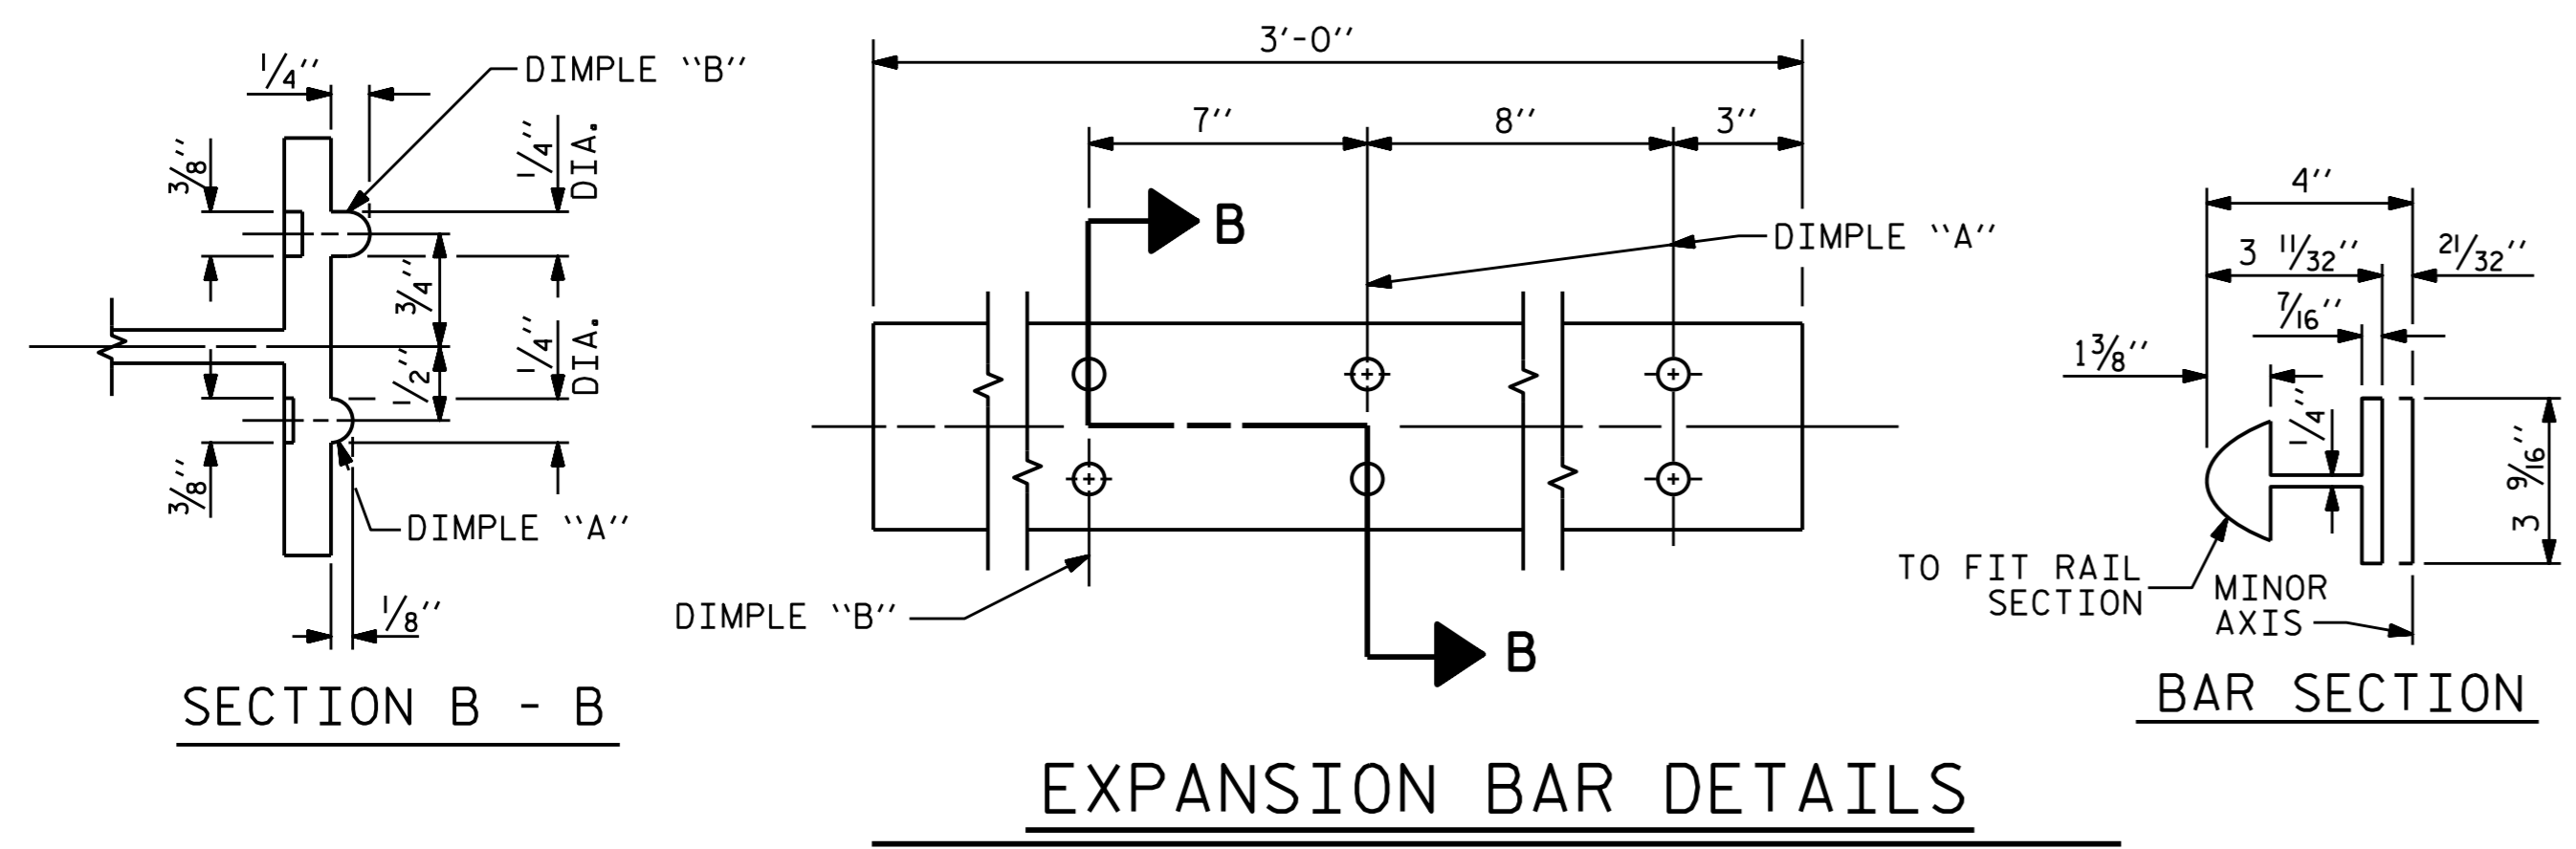 1/4"
DIMPLE "B"
3/8"
1/4" DIA.
3/4"
1/2"
1/4" DIA.
3/8"
DIMPLE "A"
1/8"
SECTION B - B
3'-0"
7"
8"
3"
B
DIMPLE "A"
DIMPLE "B"
B
4"
3 11/32"
21/32"
7/16"
1 3/8"
1/4"
3 9/16"
TO FIT RAIL
SECTION
MINOR
AXIS
BAR SECTION
EXPANSION BAR DETAILS